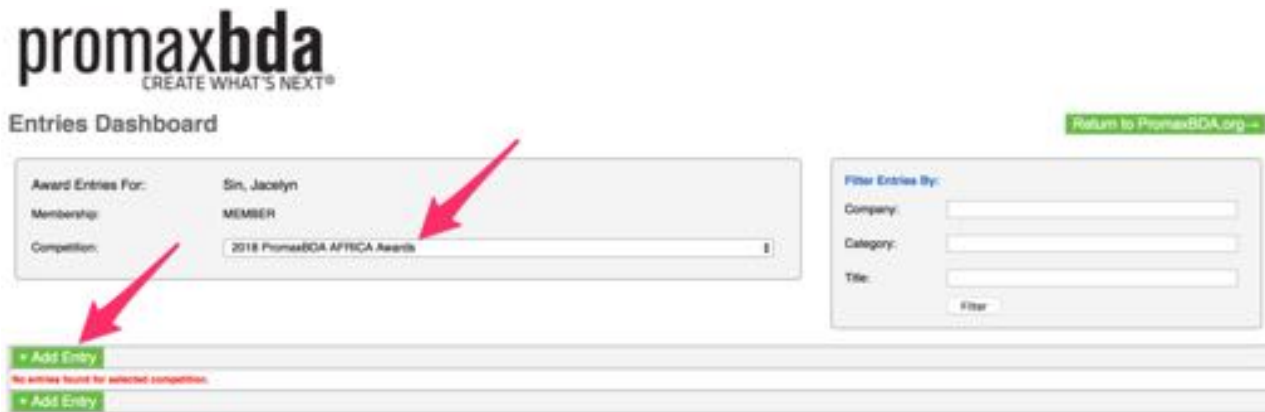 promaxbda
CREATE WHAT'S NEXT®
Entries Dashboard
Return to PromaxBDA.org→
Award Entries For: Sin, Jacelyn
Membership: MEMBER
Competition: 2018 PromaxBDA AFRICA Awards
Filter Entries By:
Company:
Category:
Title:
Filter
+ Add Entry
No entries found for selected competition.
+ Add Entry